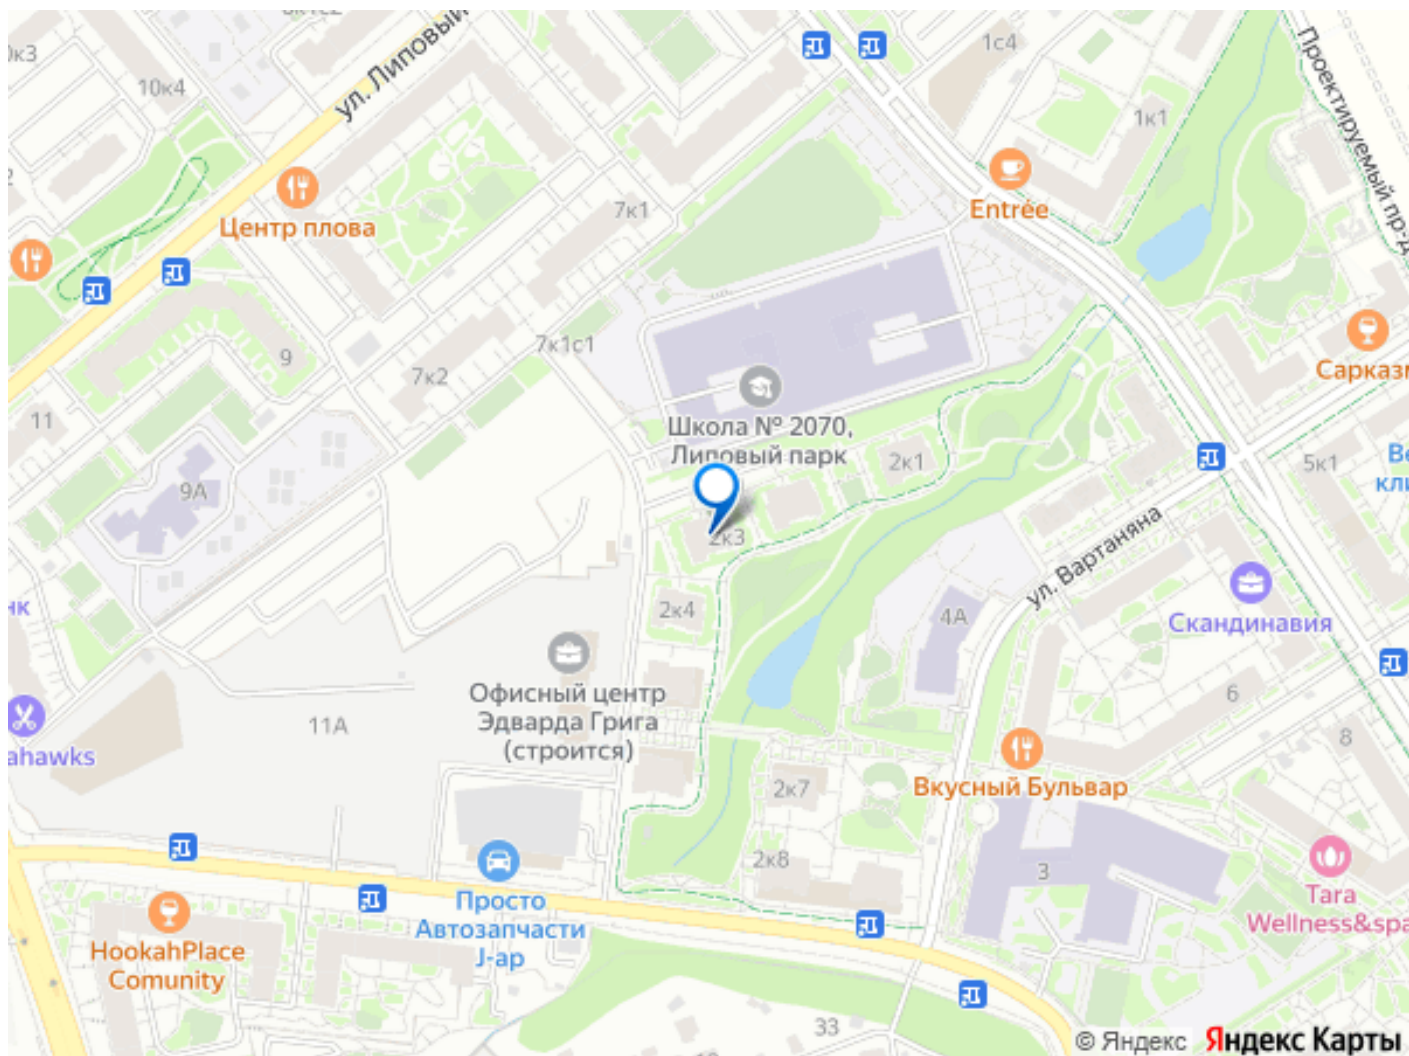 ул. Липовый
10к4
1с4
Проектируемый пр-д
1к1
Центр плова
7к1
Entrée
7к1с1
9
7к2
Сарказм
11
Школа № 2070,
Липовый парк
2к1
5к1
9А
2к3
ул. Вартаняна
2к4
4А
Скандинавия
Офисный центр
Эдварда Грига
(строится)
11А
6
8
ahawks
2к7
Вкусный Бульвар
2к8
3
Просто
Автозапчасти
J-ap
Tara
Wellness&spa
HookahPlace
Comunity
33
© Яндекс Яндекс Карты